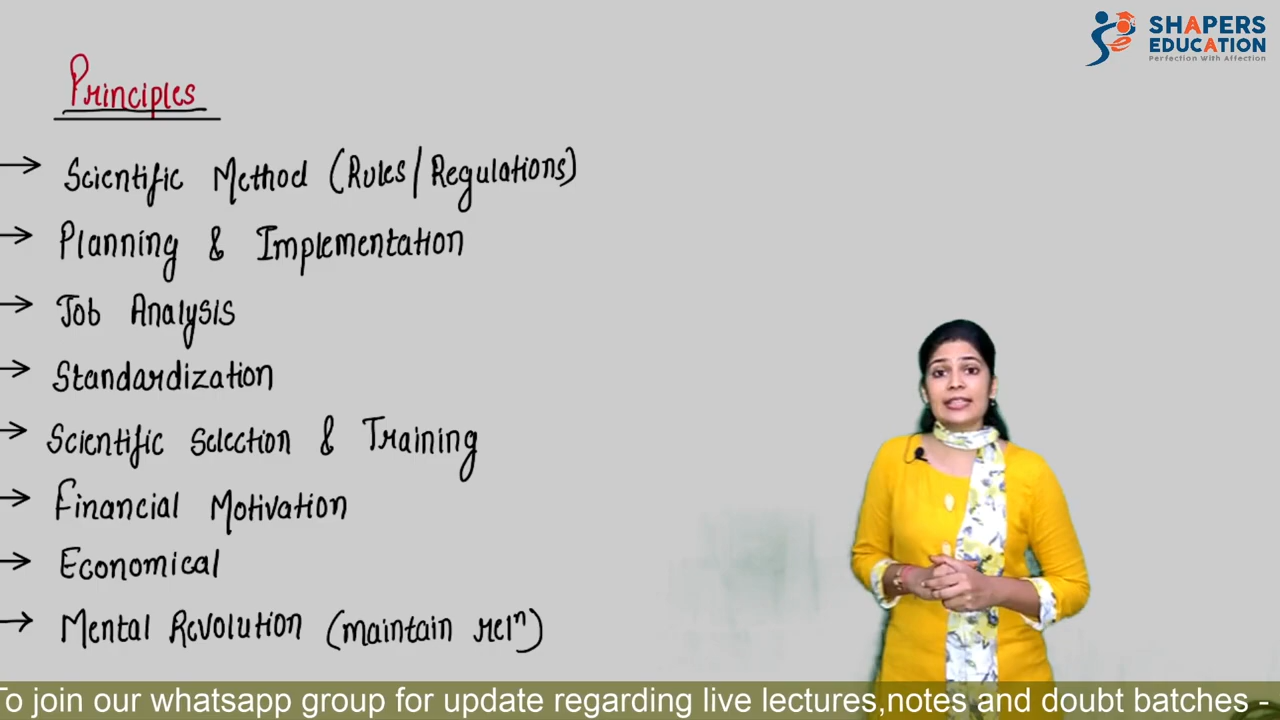 SHAPERS
EDUCATION
Perfection With Affection
Principles
→ Scientific Method (Rules/Regulations)
→ Planning & Implementation
→ Job Analysis
→ Standardization
→ Scientific Selection & Training
→ Financial Motivation
→ Economical
→ Mental Revolution (maintain relⁿ)
To join our whatsapp group for update regarding live lectures,notes and doubt batches -